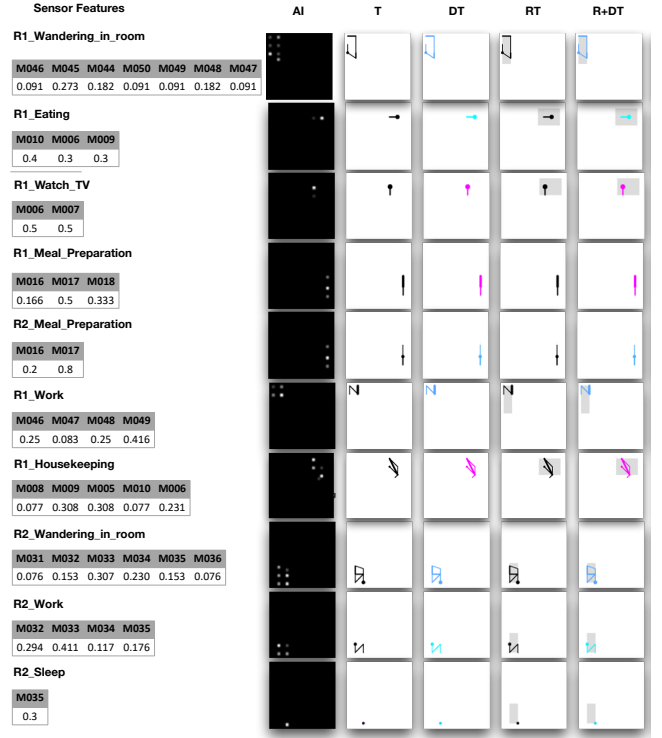 Sensor Features AI T DT RT R+DT
R1_Wandering_in_room
M046 M045 M044 M050 M049 M048 M047
0.091 0.273 0.182 0.091 0.091 0.182 0.091
R1_Eating
M010 M006 M009
0.4 0.3 0.3
R1_Watch_TV
M006 M007
0.5 0.5
R1_Meal_Preparation
M016 M017 M018
0.166 0.5 0.333
R2_Meal_Preparation
M016 M017
0.2 0.8
R1_Work
M046 M047 M048 M049
0.25 0.083 0.25 0.416
R1_Housekeeping
M008 M009 M005 M010 M006
0.077 0.308 0.308 0.077 0.231
R2_Wandering_in_room
M031 M032 M033 M034 M035 M036
0.076 0.153 0.307 0.230 0.153 0.076
R2_Work
M032 M033 M034 M035
0.294 0.411 0.117 0.176
R2_Sleep
M035
0.3